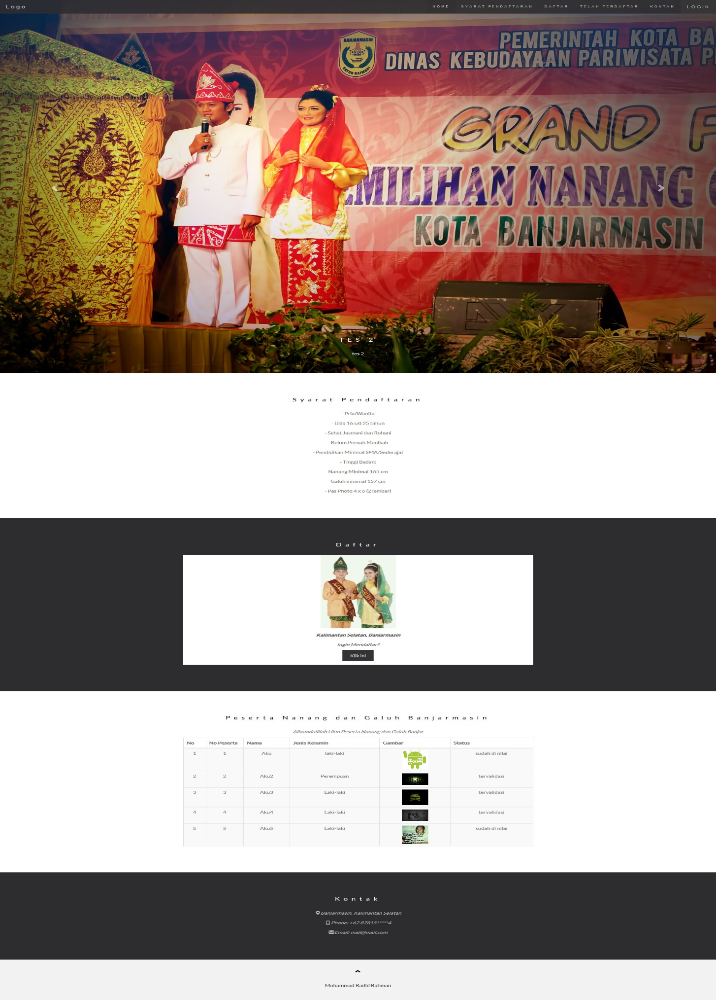 Logo
HOME SYARAT PENDAFTARAN DAFTAR TELAH TERDAFTAR KONTAK LOGIN
BANJARMASIN
KAYUH BAIMBAI
PEMERINTAH KOTA BA
DINAS KEBUDAYAAN PARIWISATA P
GRAND F
MILIHAN NANANG G
KOTA BANJARMASIN
TES 2
tes 2
Syarat Pendaftaran
- Pria/Wanita
- Usia 16 s/d 25 tahun
- Sehat Jasmani dan Rohani
- Belum Pernah Menikah
- Pendidikan Minimal SMA/Sederajat
- Tinggi Badan:
Nanang Minimal 165 cm
Galuh minimal 157 cm
- Pas Photo 4 x 6 (2 lembar)
Daftar
Kalimantan Selatan, Banjarmasin
Ingin Mendaftar?
Klik ini
Peserta Nanang dan Galuh Banjarmasin
Alhamdulillah Ulun Peserta Nanang dan Galuh Banjar
No No Peserta Nama Jenis Kelamin Gambar Status
1 1 Aku laki-laki sudah di nilai
2 2 Aku2 Perempuan tervalidasi
3 3 Aku3 Laki-laki tervalidasi
4 4 Aku4 Laki-laki tervalidasi
5 5 Aku5 Laki-laki sudah di nilai
Kontak
Banjarmasin, Kalimantan Selatan
Phone: +62 87815*****4
Email: mail@mail.com
Muhammad Radhi Rahman